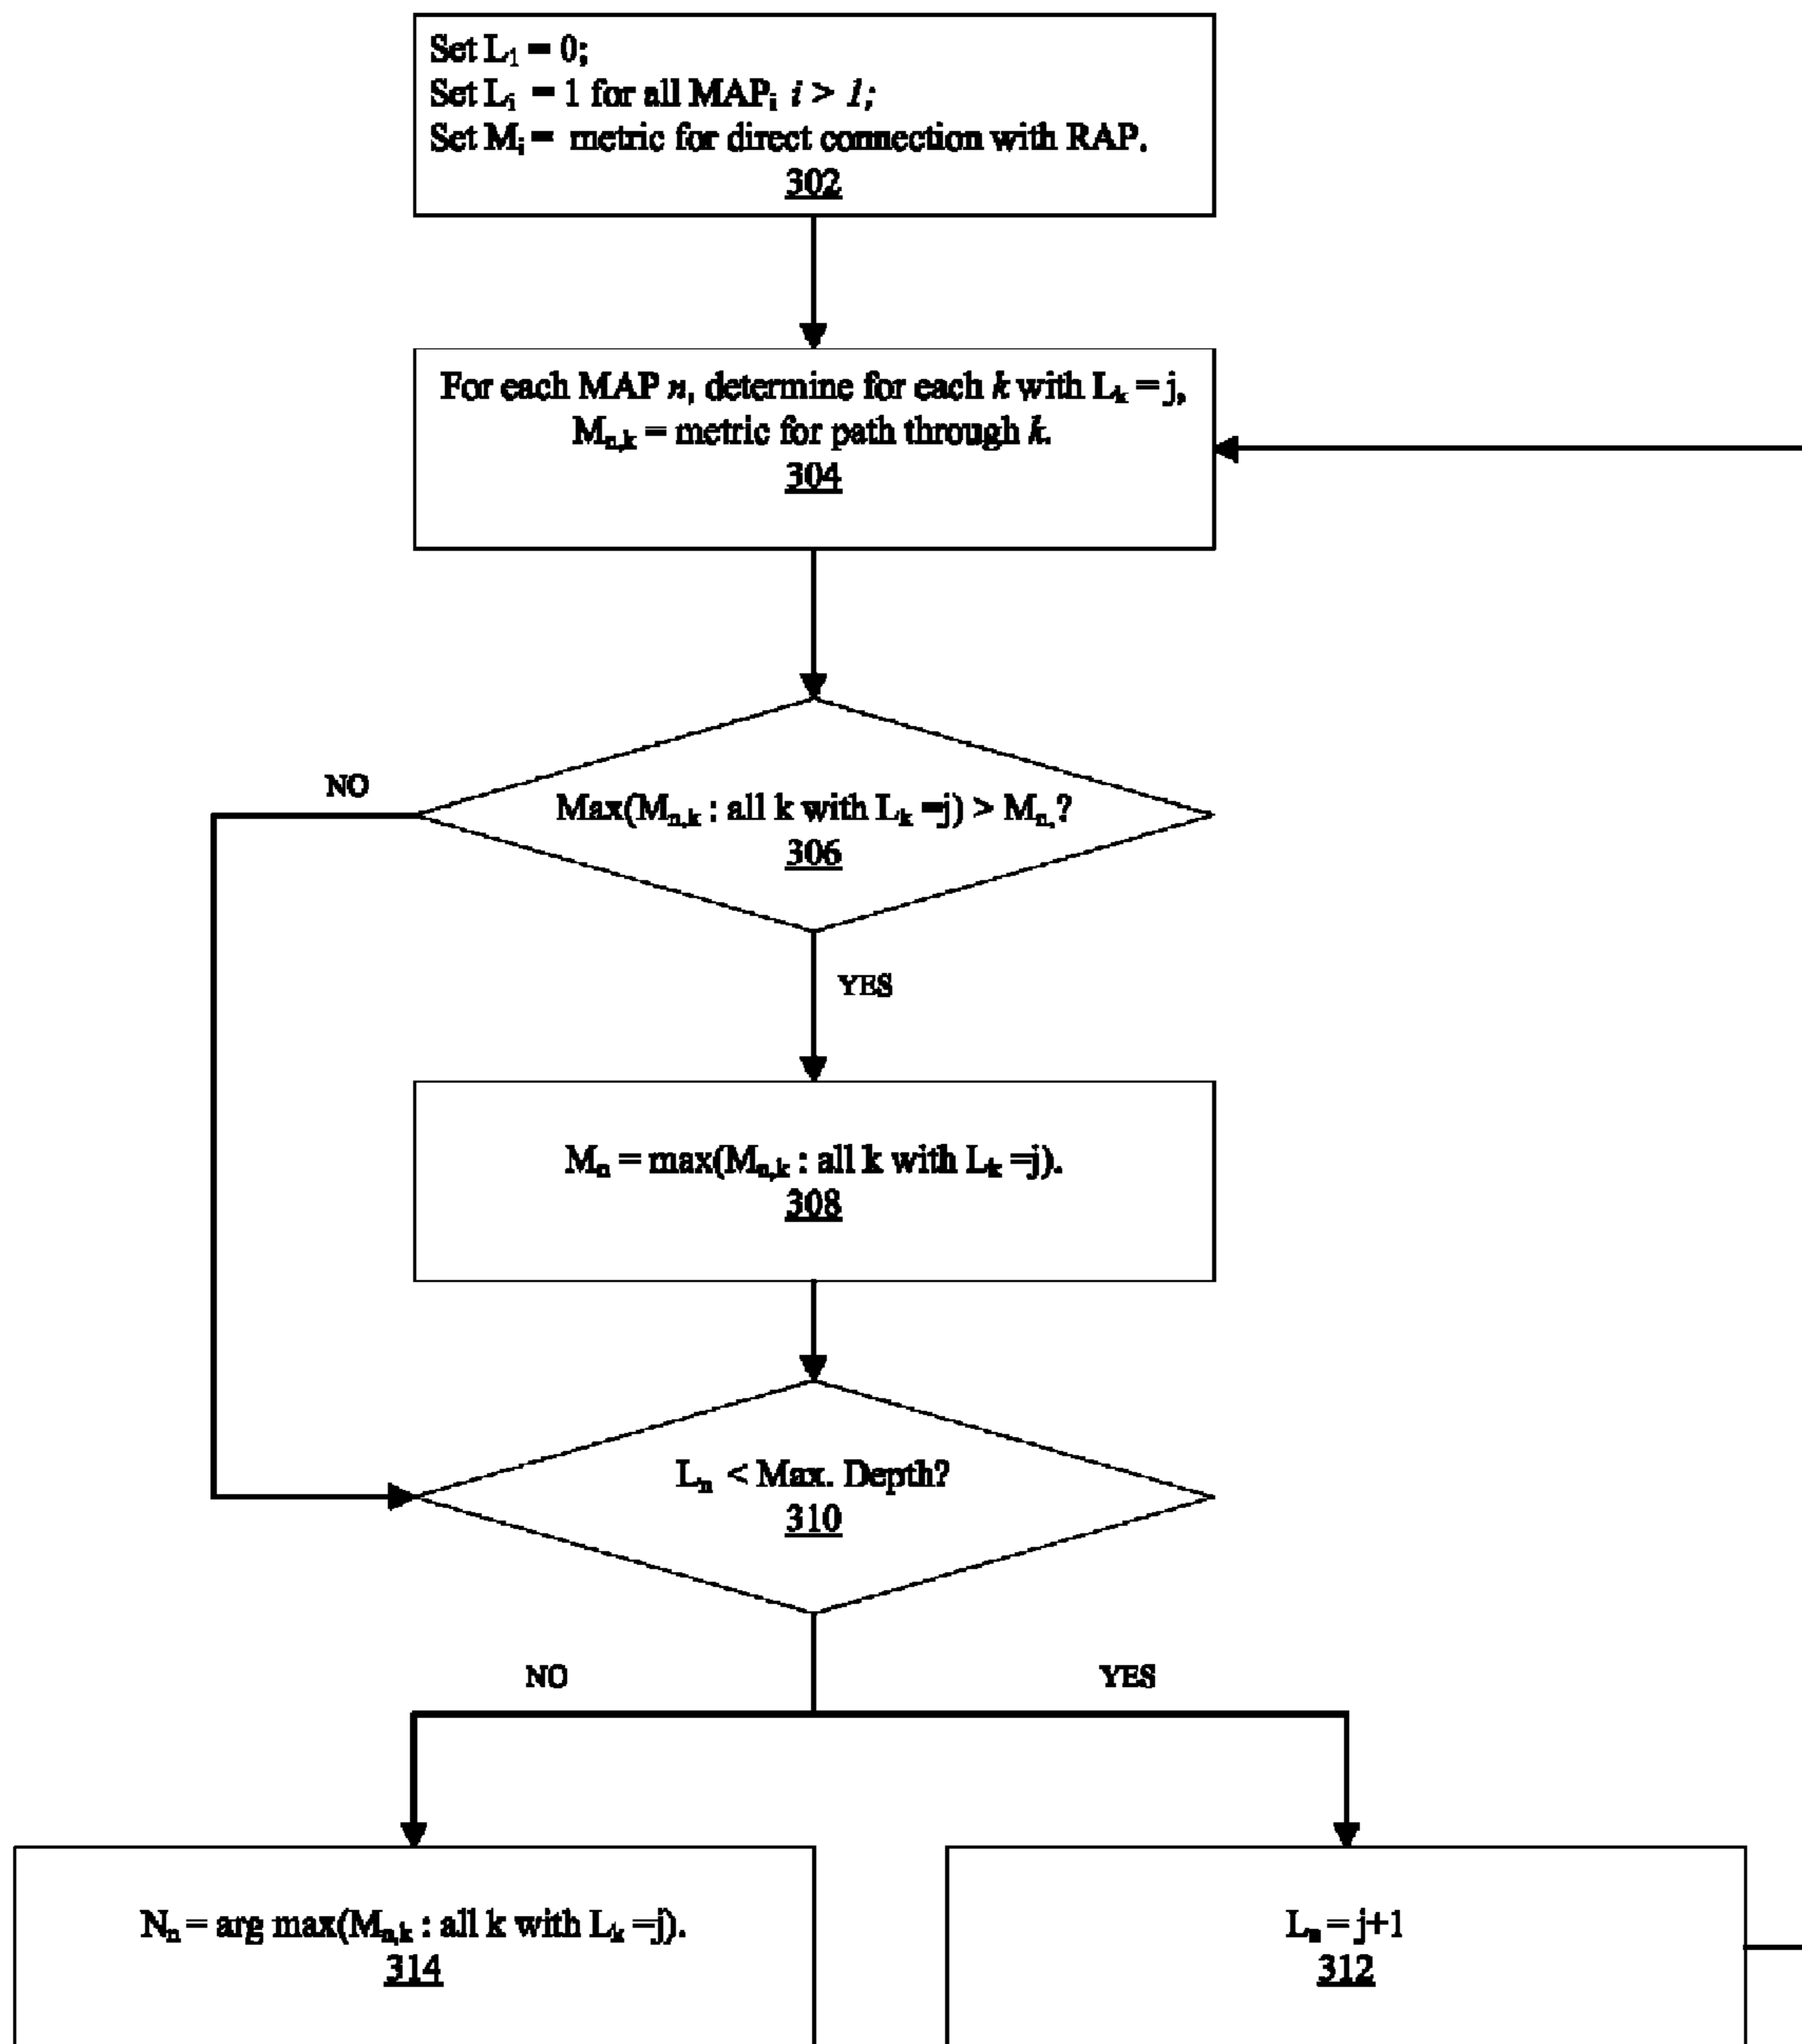 Set L₁ = 0;
Set Lᵢ = 1 for all MAPᵢ i > 1;
Set Mᵢ = metric for direct connection with RAP.
302
For each MAP n, determine for each k with Lₖ = j,
Mₙ,ₖ = metric for path through k.
304
NO
Max(Mₙ,ₖ : all k with Lₖ =j) > Mₙ,?
306
YES
Mₙ = max(Mₙ,ₖ : all k with Lₖ =j).
308
Lₙ < Max. Depth?
310
NO
YES
Nₙ = arg max(Mₙ,ₖ : all k with Lₖ =j).
314
Lₙ = j+1
312